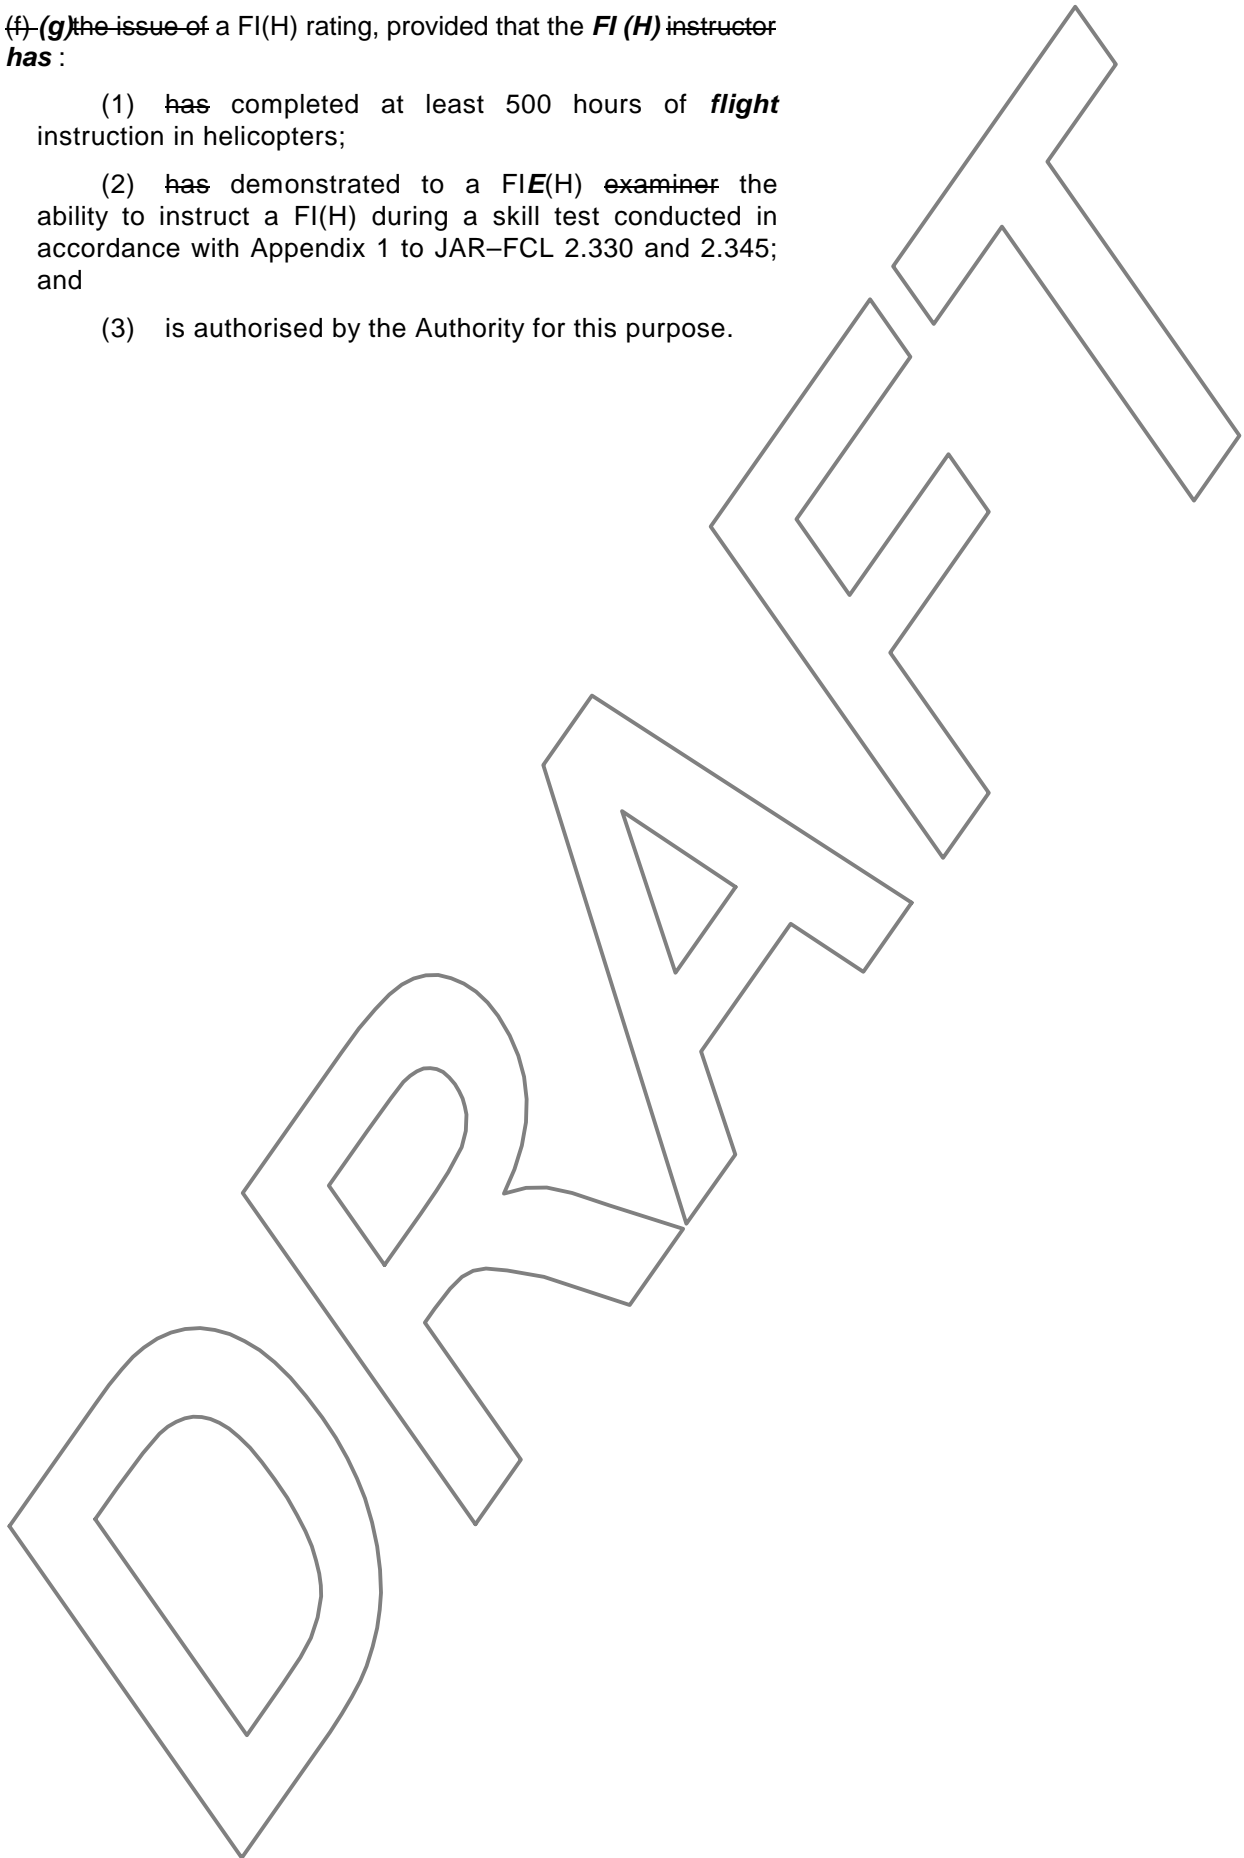 (f) (g)the issue of a FI(H) rating, provided that the FI (H) instructor
has :
(1) has completed at least 500 hours of flight
instruction in helicopters;
(2) has demonstrated to a FIE(H) examiner the
ability to instruct a FI(H) during a skill test conducted in
accordance with Appendix 1 to JAR–FCL 2.330 and 2.345;
and
(3) is authorised by the Authority for this purpose.
DRAFT